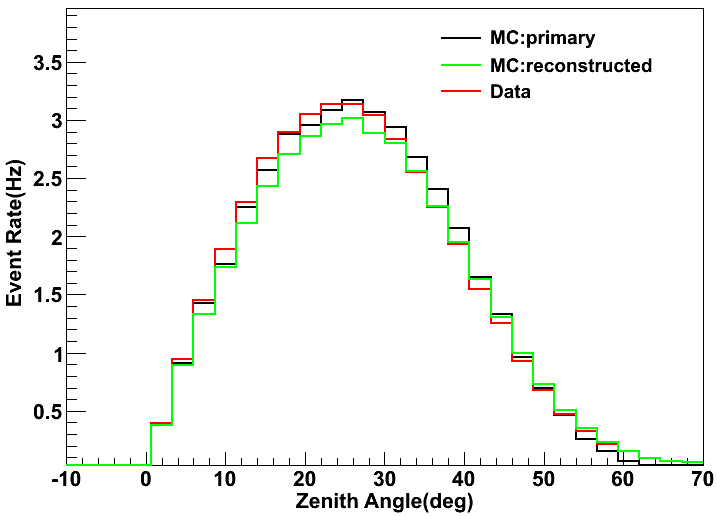 MC:primary
MC:reconstructed
Data
3.5
3
2.5
2
1.5
1
0.5
Event Rate(Hz)
-10 0 10 20 30 40 50 60 70
Zenith Angle(deg)